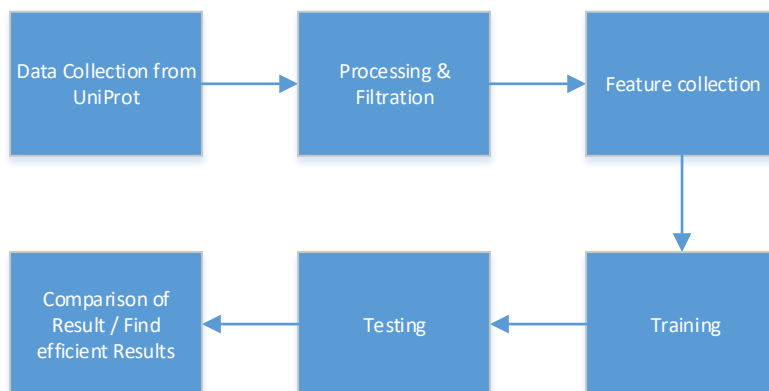 Data Collection from
UniProt
Processing &
Filtration
Feature collection
Training
Testing
Comparison of
Result / Find
efficient Results